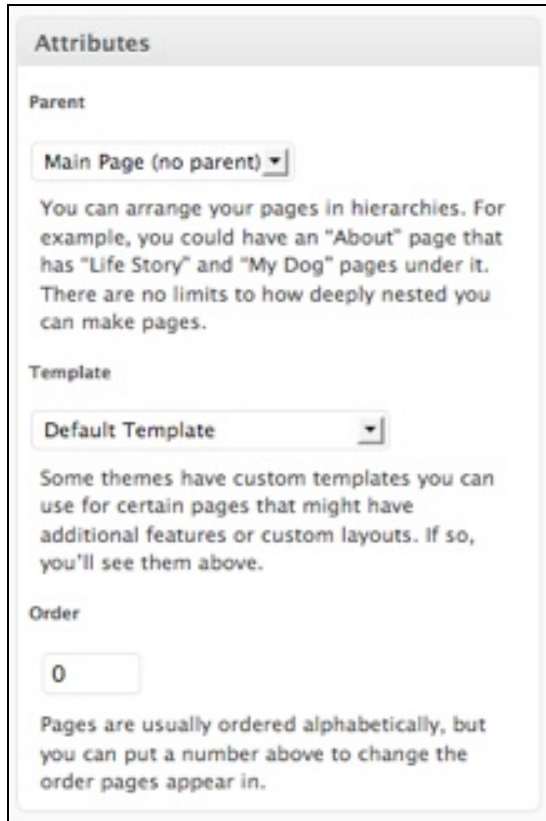 Attributes
Parent
Main Page (no parent)
You can arrange your pages in hierarchies. For
example, you could have an “About” page that
has “Life Story” and “My Dog” pages under it.
There are no limits to how deeply nested you
can make pages.
Template
Default Template
Some themes have custom templates you can
use for certain pages that might have
additional features or custom layouts. If so,
you’ll see them above.
Order
0
Pages are usually ordered alphabetically, but
you can put a number above to change the
order pages appear in.